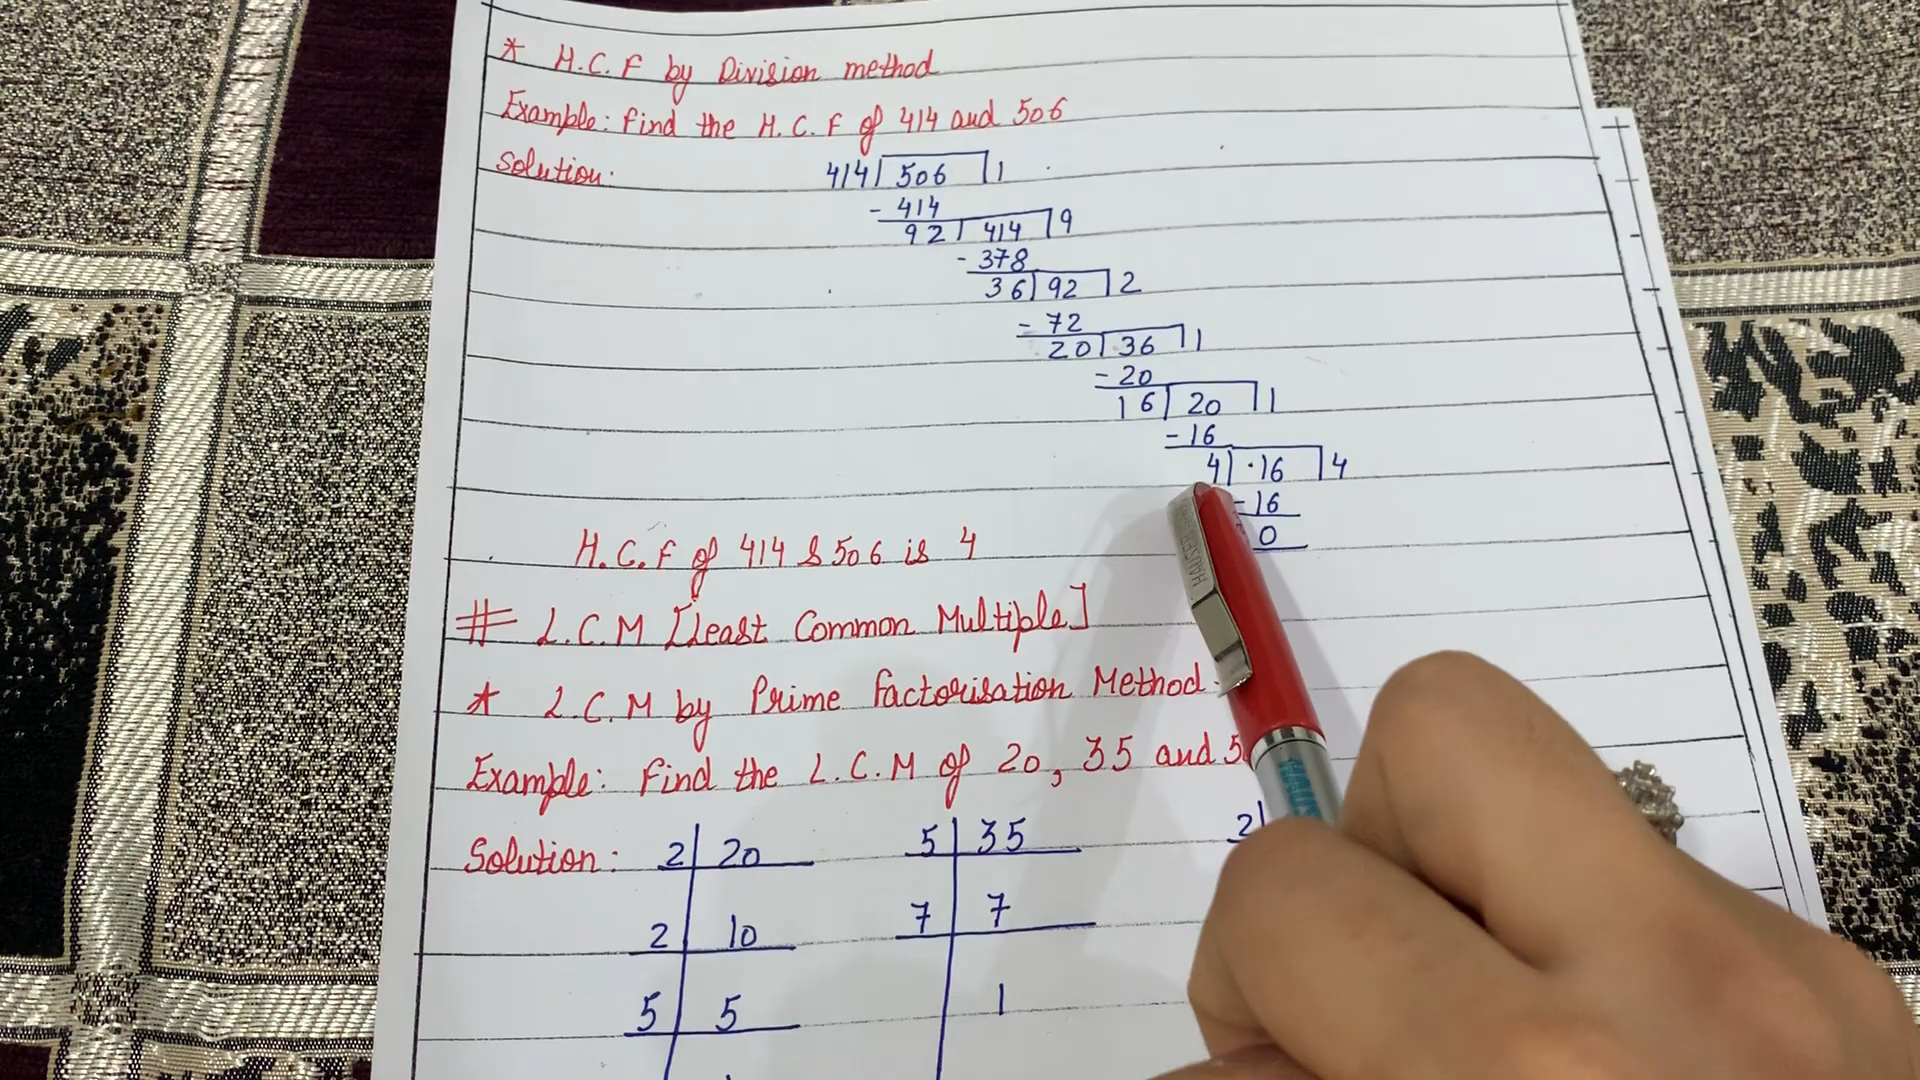 * H.C.F by Division method
Example: find the H.C.F of 414 and 506
Solution:
414 506 1
- 414
92 414 9
- 378
36 92 2
- 72
20 36 1
- 20
16 20 1
- 16
4 16 4
- 16
0
H.C.F of 414 & 506 is 4
# L.C.M [Least Common Multiple]
* L.C.M by Prime factorisation Method
Example: Find the L.C.M of 20, 35 and 5
Solution: 2 20 5 35 2
2 10 7 7
5 5 1